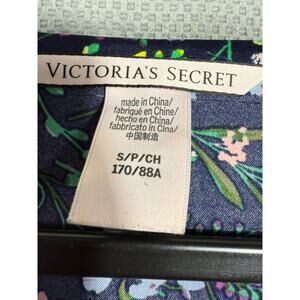 VICTORIA'S SECRET
made in China/
fabriqué en Chine/
hecho en China/
fabbricato in Cina/
中国制造
S/P/CH
170/88A